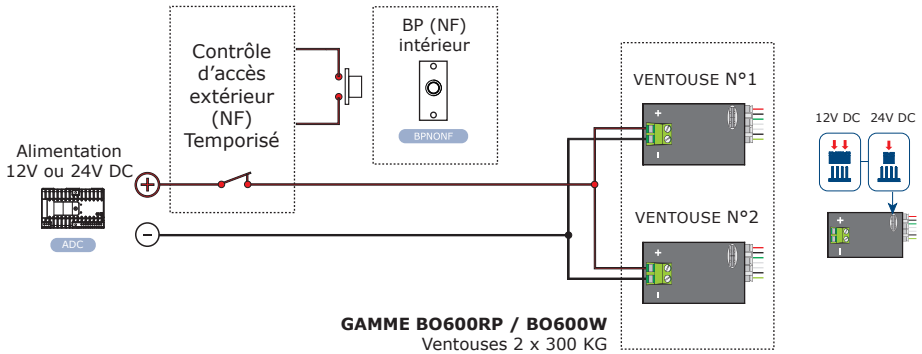 Contrôle
d'accès
extérieur
(NF)
Temporisé
BP (NF)
intérieur
BPNONF
Alimentation
12V ou 24V DC
+
−
ADC
VENTOUSE N°1
+
−
VENTOUSE N°2
+
−
GAMME BO600RP / BO600W
Ventouses 2 x 300 KG
12V DC
24V DC
+
−